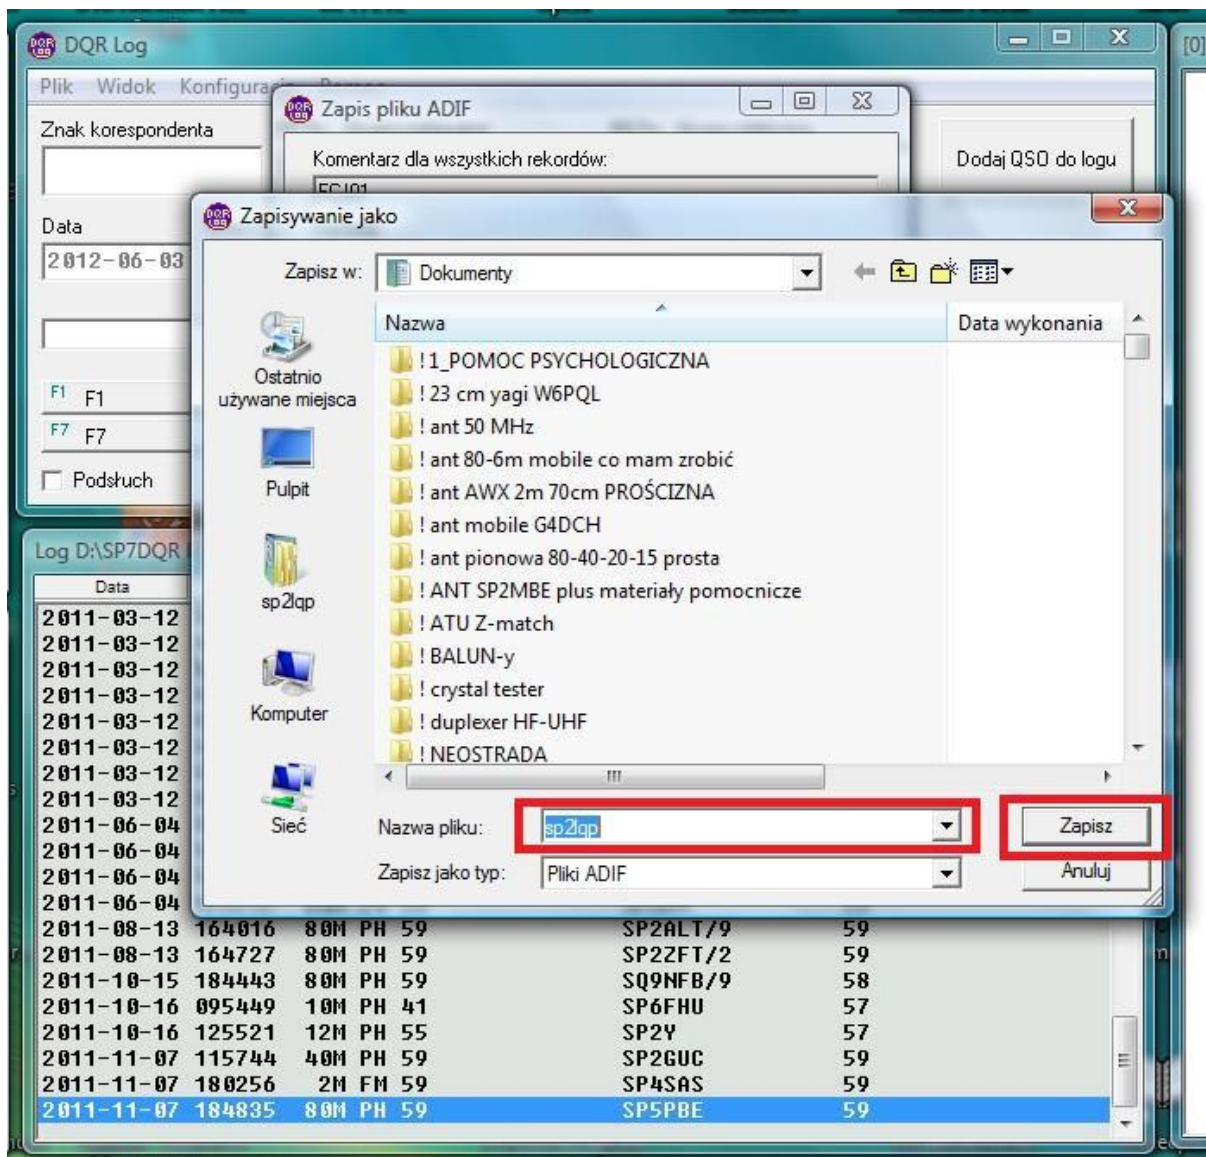 DQR Log
[0]
Plik Widok
Znak korespondenta
Zapis pliku ADIF
Komentarz dla wszystkich rekordów:
Dodaj QSO do logu
Data
2012-06-03
F1 F1
F7 F7
Podsłuch
Zapisywanie jako
Zapisz w: Dokumenty
Nazwa Data wykonania
Ostatnio
używane miejsca
Pulpit
sp2lqp
Komputer
Sieć
! 1_POMOC PSYCHOLOGICZNA
! 23 cm yagi W6PQL
! ant 50 MHz
! ant 80-6m mobile co mam zrobić
! ant AWX 2m 70cm PROŚCIZNA
! ant mobile G4DCH
! ant pionowa 80-40-20-15 prosta
! ANT SP2MBE plus materiały pomocnicze
! ATU Z-match
! BALUN-y
! crystal tester
! duplexer HF-UHF
! NEOSTRADA
Nazwa pliku: sp2lqp Zapisz
Zapisz jako typ: Pliki ADIF Anuluj
Log D:\SP7DQR
Data
2011-03-12
2011-03-12
2011-03-12
2011-03-12
2011-03-12
2011-03-12
2011-03-12
2011-03-12
2011-06-04
2011-06-04
2011-06-04
2011-06-04
2011-08-13 164016 80M PH 59 SP2ALT/9 59
2011-08-13 164727 80M PH 59 SP2ZFT/2 59
2011-10-15 184443 80M PH 59 SQ9NFB/9 58
2011-10-16 095449 10M PH 41 SP6FHU 57
2011-10-16 125521 12M PH 55 SP2Y 57
2011-11-07 115744 40M PH 59 SP2GUC 59
2011-11-07 180256 2M FM 59 SP4SAS 59
2011-11-07 184835 80M PH 59 SP5PBE 59